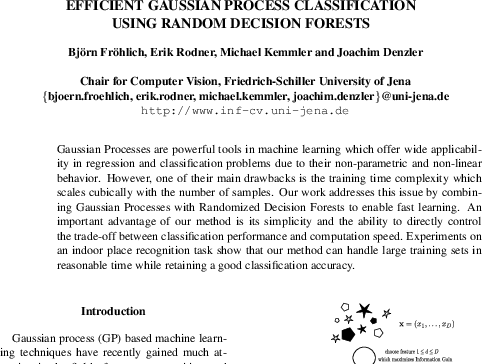 EFFICIENT GAUSSIAN PROCESS CLASSIFICATION
USING RANDOM DECISION FORESTS
Björn Fröhlich, Erik Rodner, Michael Kemmler and Joachim Denzler
Chair for Computer Vision, Friedrich-Schiller University of Jena
{bjoern.froehlich, erik.rodner, michael.kemmler, joachim.denzler}@uni-jena.de
http://www.inf-cv.uni-jena.de
Gaussian Processes are powerful tools in machine learning which offer wide applicabil-
ity in regression and classification problems due to their non-parametric and non-linear
behavior. However, one of their main drawbacks is the training time complexity which
scales cubically with the number of samples. Our work addresses this issue by combin-
ing Gaussian Processes with Randomized Decision Forests to enable fast learning. An
important advantage of our method is its simplicity and the ability to directly control
the trade-off between classification performance and computation speed. Experiments on
an indoor place recognition task show that our method can handle large training sets in
reasonable time while retaining a good classification accuracy.
Introduction
Gaussian process (GP) based machine learn-
ing techniques have recently gained much at-
x = (x₁, . . . , x_D)
choose feature 1 ≤ d ≤ D
which maximizes Information Gain